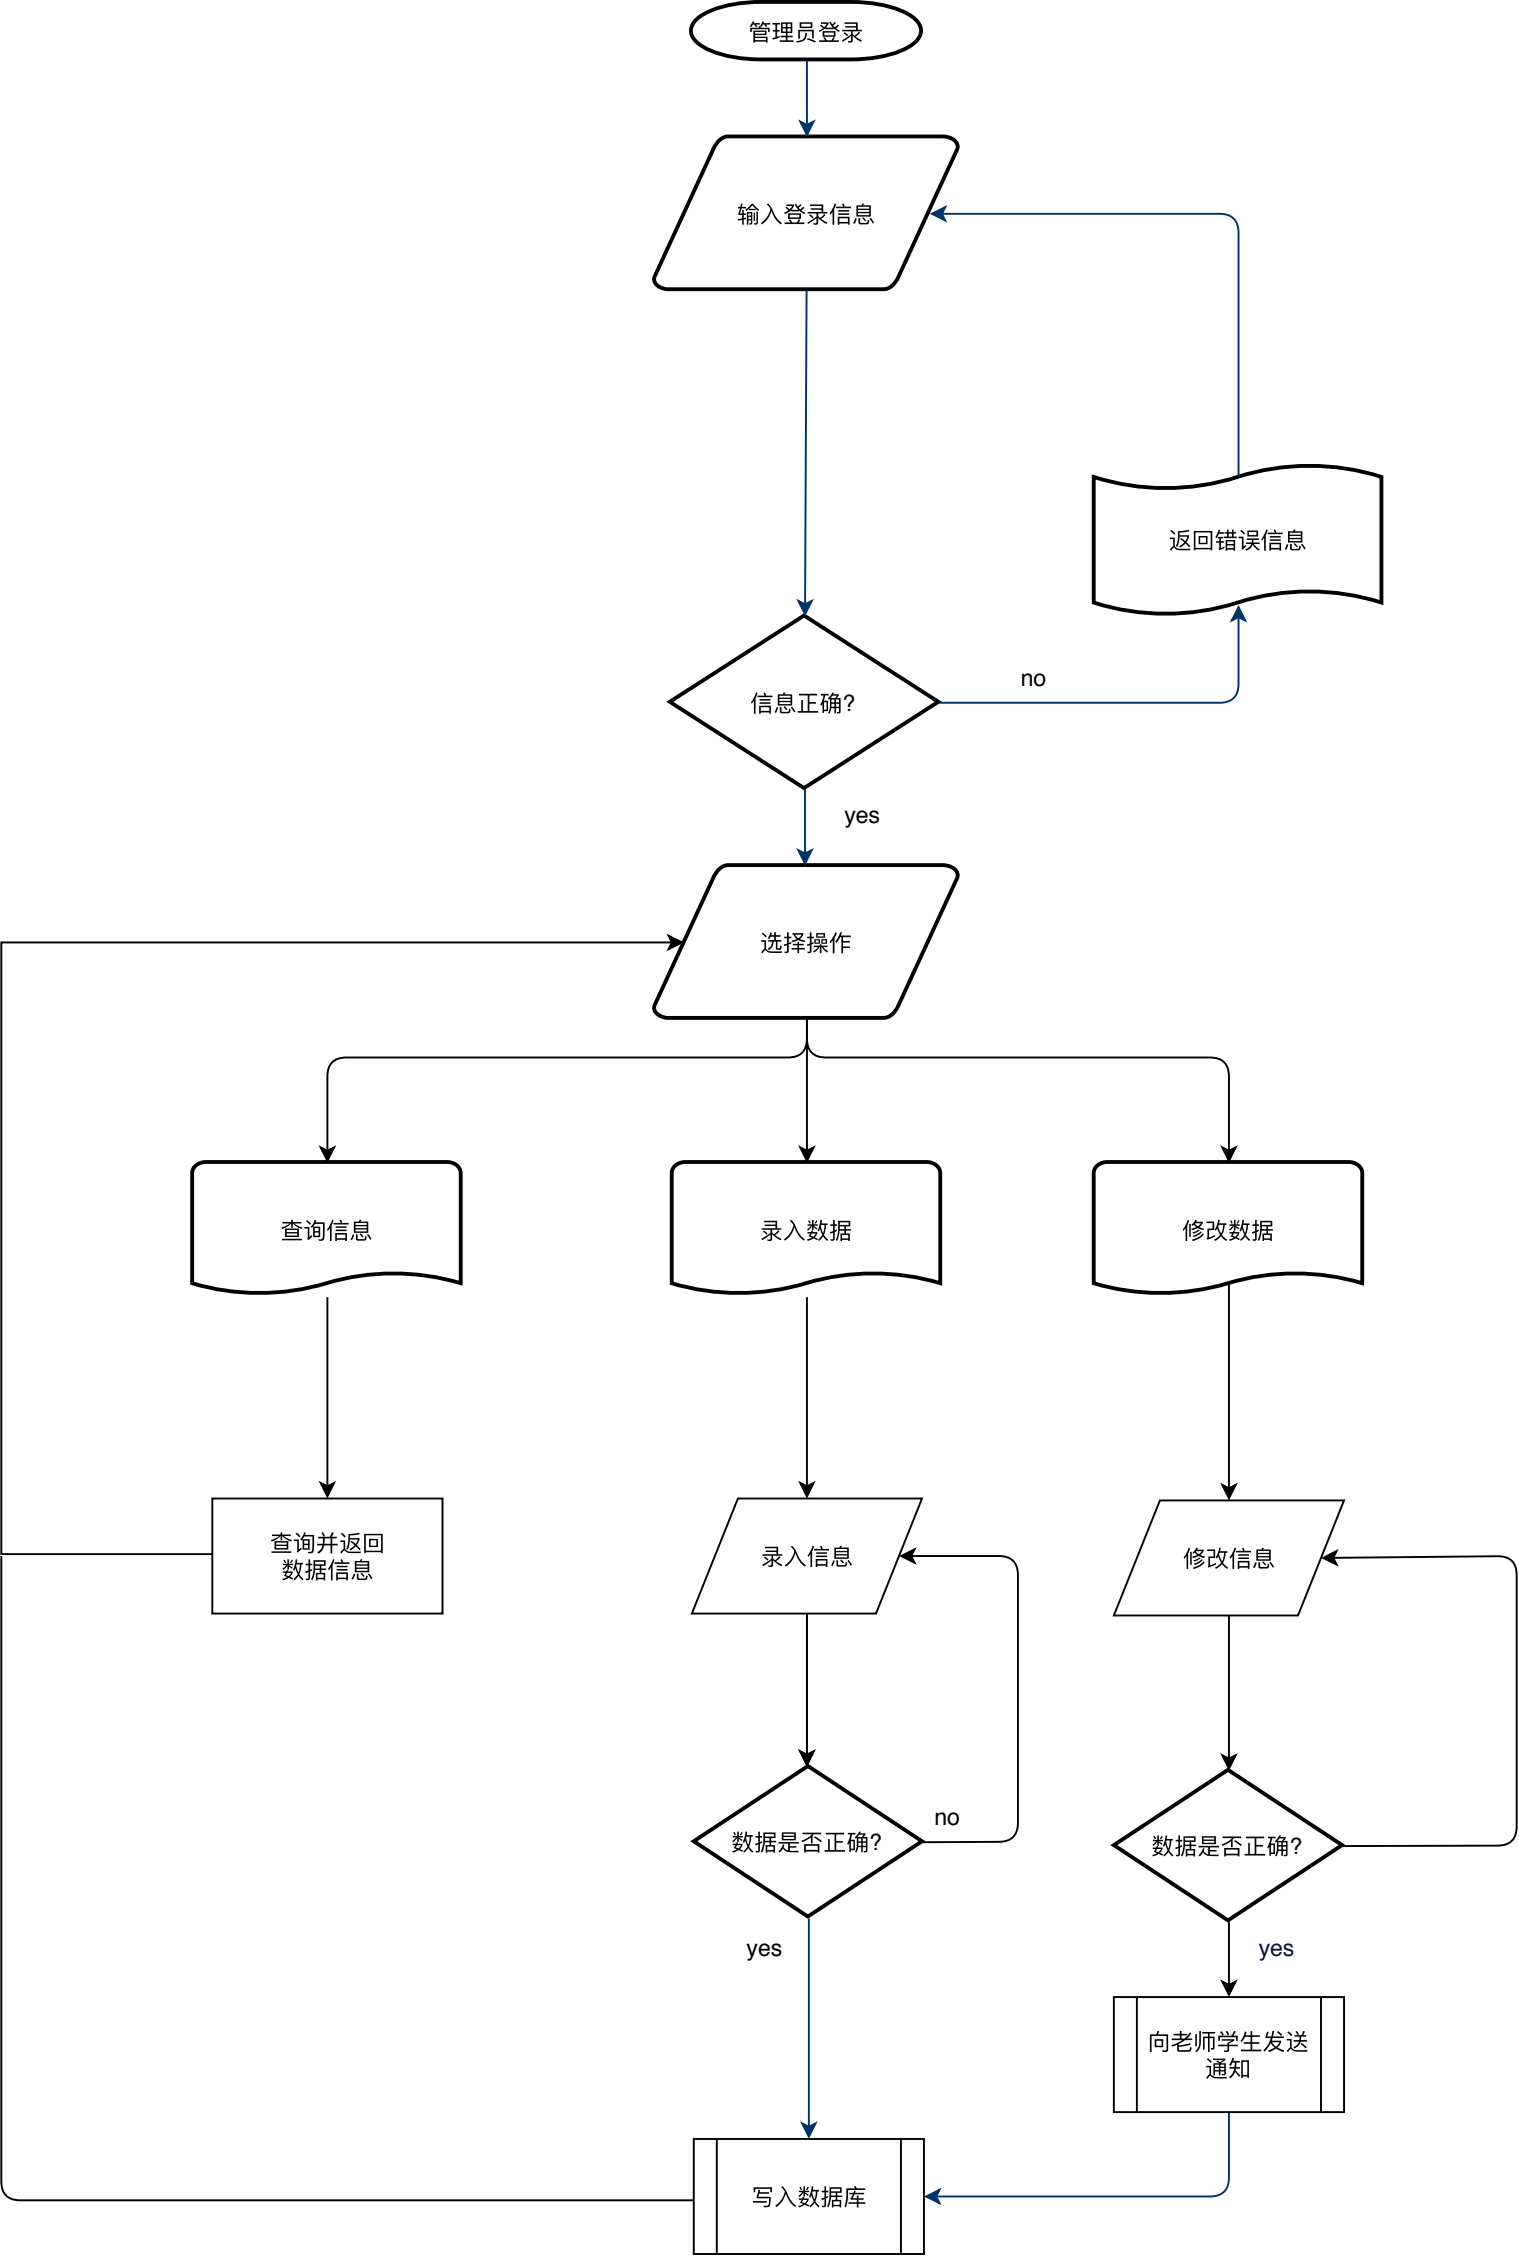 管理员登录
输入登录信息
返回错误信息
no
信息正确?
yes
选择操作
查询信息
录入数据
修改数据
查询并返回
数据信息
录入信息
修改信息
no
数据是否正确?
数据是否正确?
yes
yes
向老师学生发送
通知
写入数据库